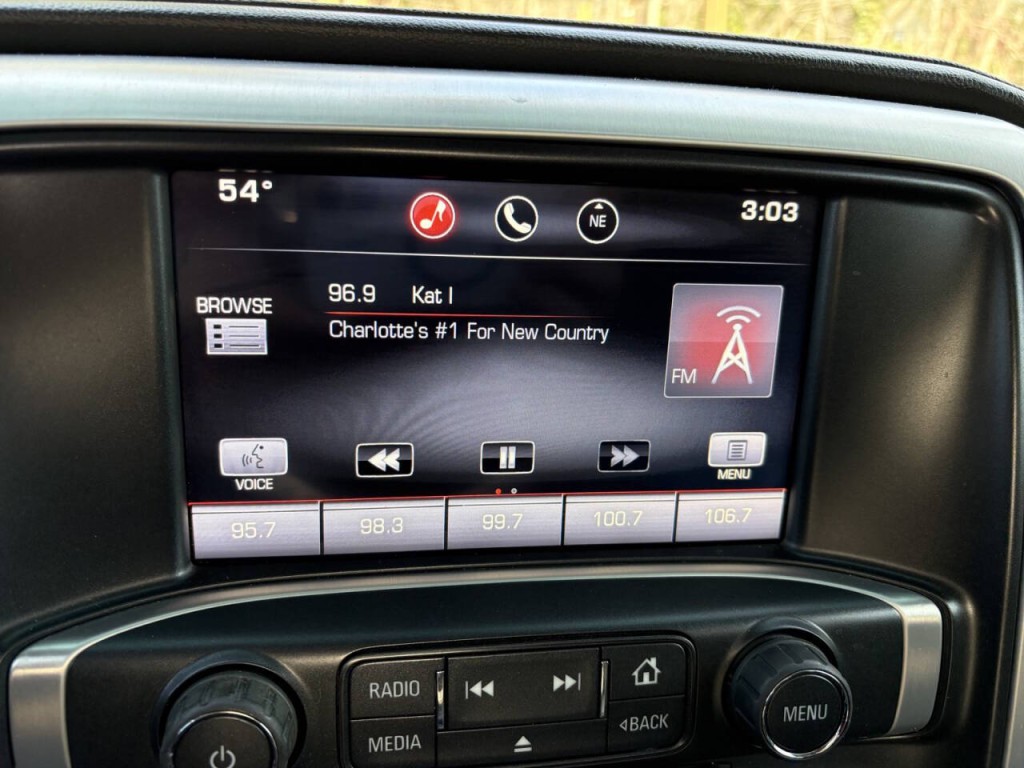 54°
NE
3:03
96.9 Kat I
BROWSE
Charlotte's #1 For New Country
FM
VOICE
MENU
95.7 98.3 99.7 100.7 106.7
RADIO
MEDIA
BACK
MENU